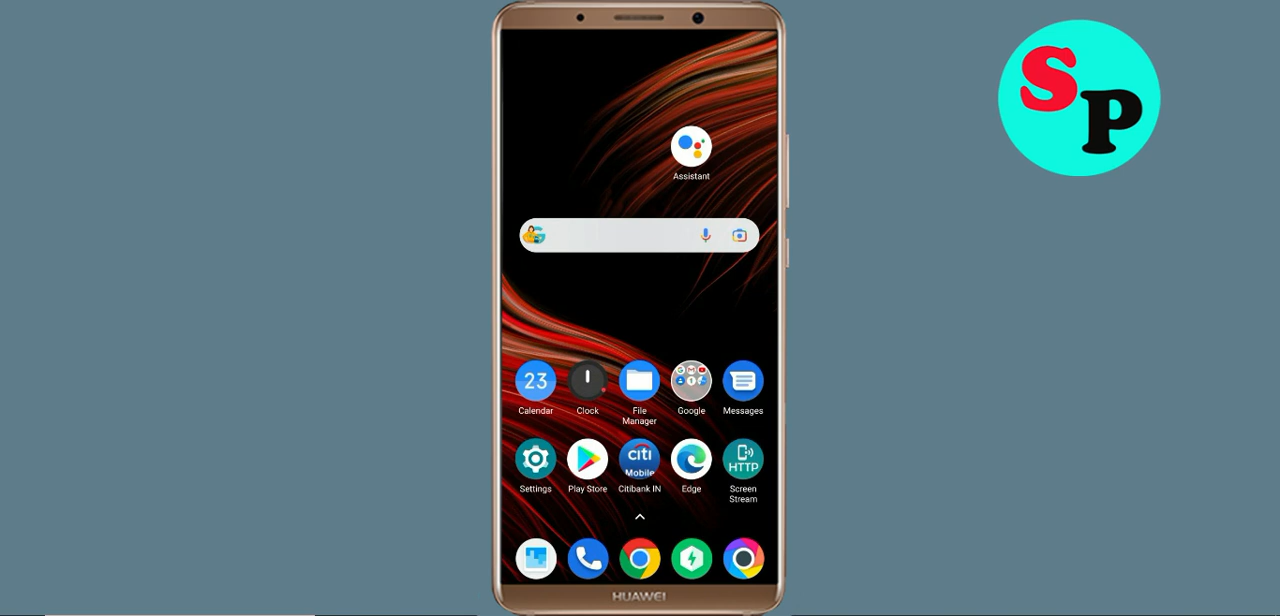 SP
Assistant
G
23
Calendar
Clock
File
Manager
Google
Messages
citi
Mobile
HTTP
Settings
Play Store
Citibank IN
Edge
Screen
Stream
HUAWEI